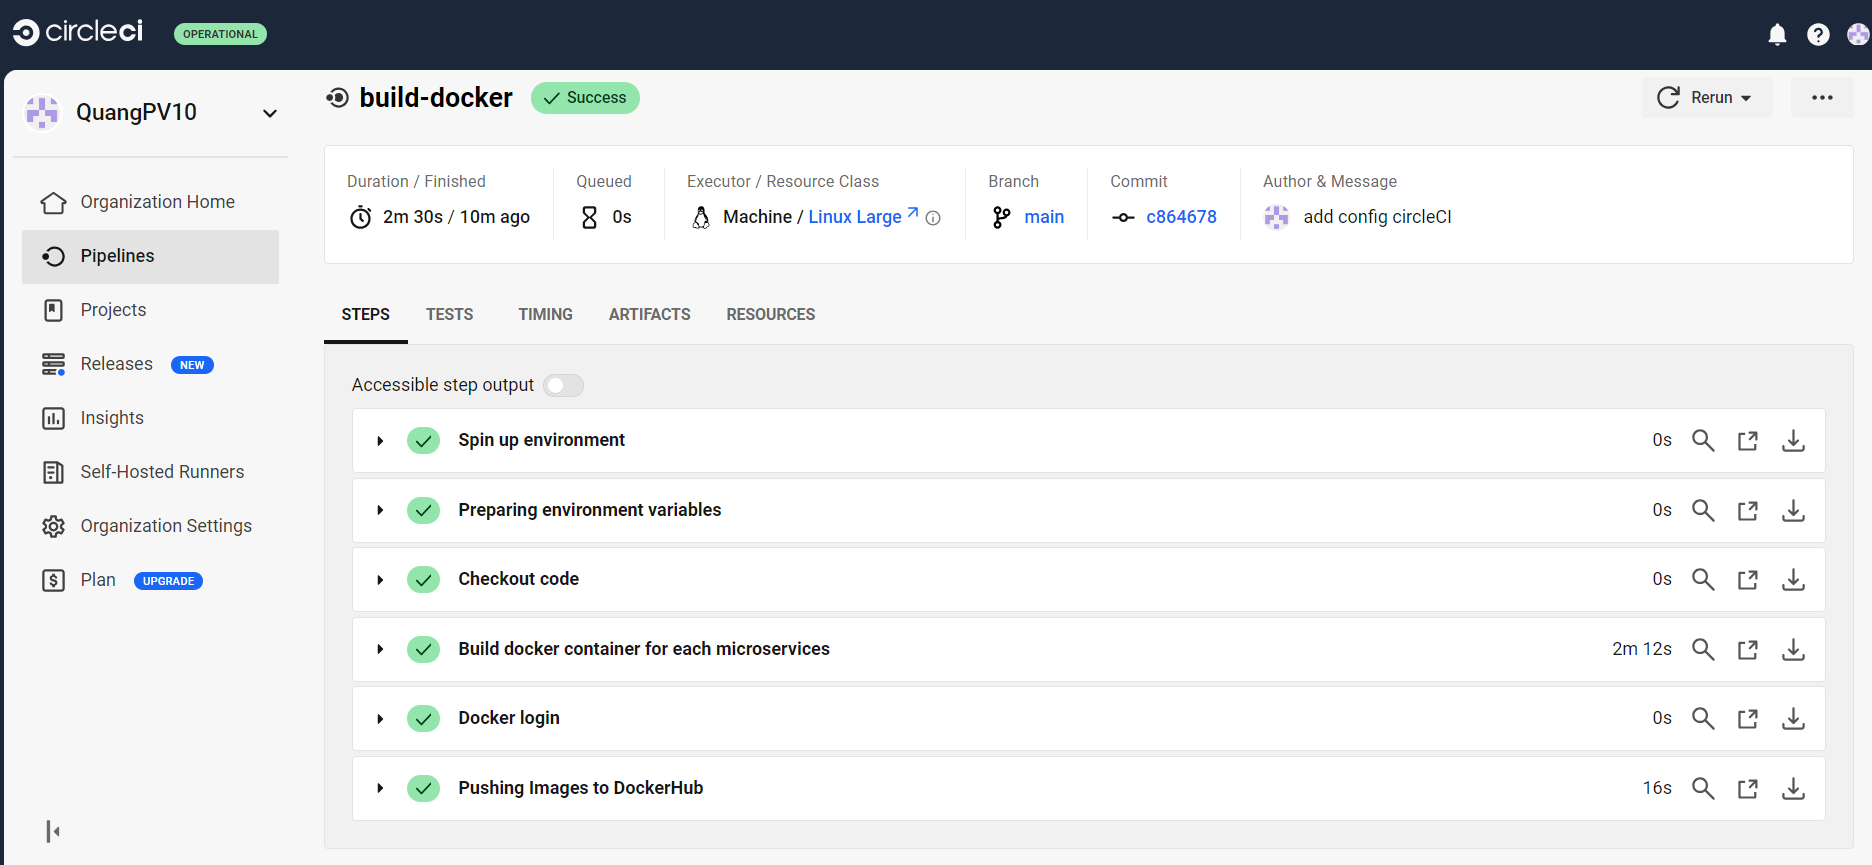 circleci
OPERATIONAL
QuangPV10
Organization Home
Pipelines
Projects
Releases NEW
Insights
Self-Hosted Runners
Organization Settings
Plan UPGRADE
build-docker Success
Rerun
Duration / Finished
2m 30s / 10m ago
Queued
0s
Executor / Resource Class
Machine / Linux Large
Branch
main
Commit
c864678
Author & Message
add config circleCI
STEPS TESTS TIMING ARTIFACTS RESOURCES
Accessible step output
Spin up environment 0s
Preparing environment variables 0s
Checkout code 0s
Build docker container for each microservices 2m 12s
Docker login 0s
Pushing Images to DockerHub 16s